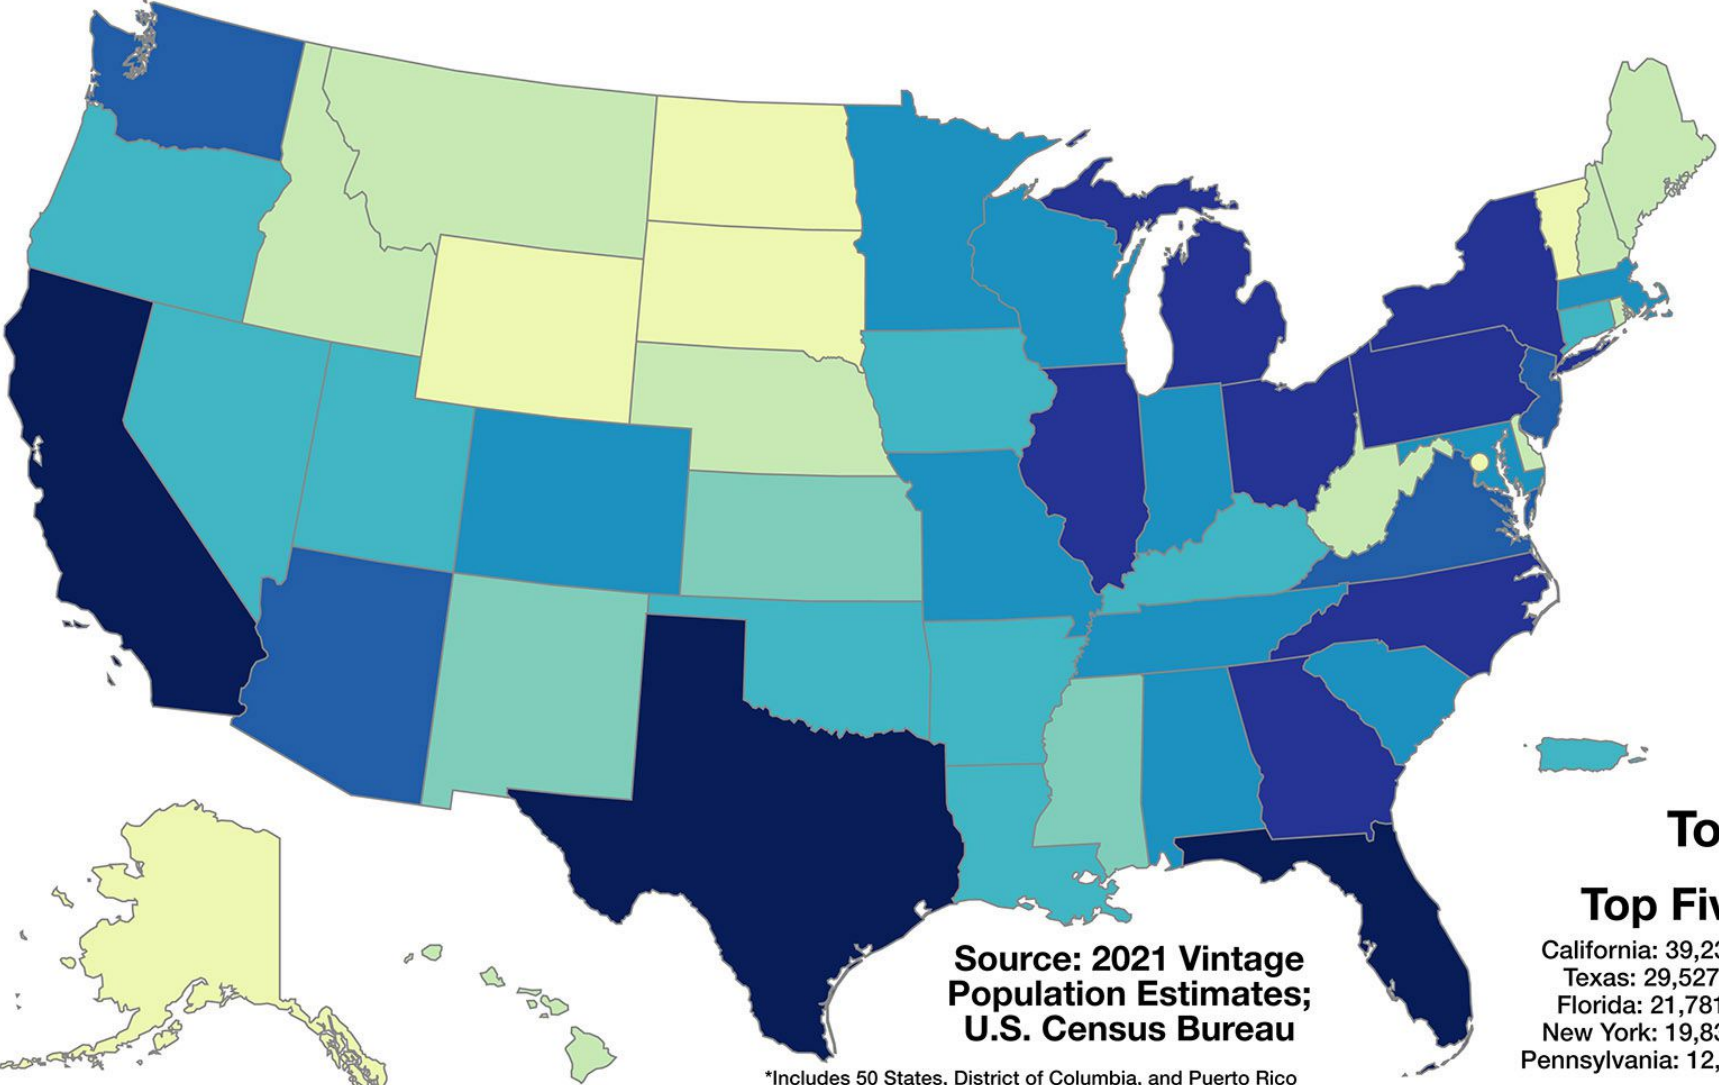 To
Top Fiv
California: 39,23
Texas: 29,527
Florida: 21,781
New York: 19,83
Pennsylvania: 12,
Source: 2021 Vintage
Population Estimates;
U.S. Census Bureau
*Includes 50 States, District of Columbia, and Puerto Rico